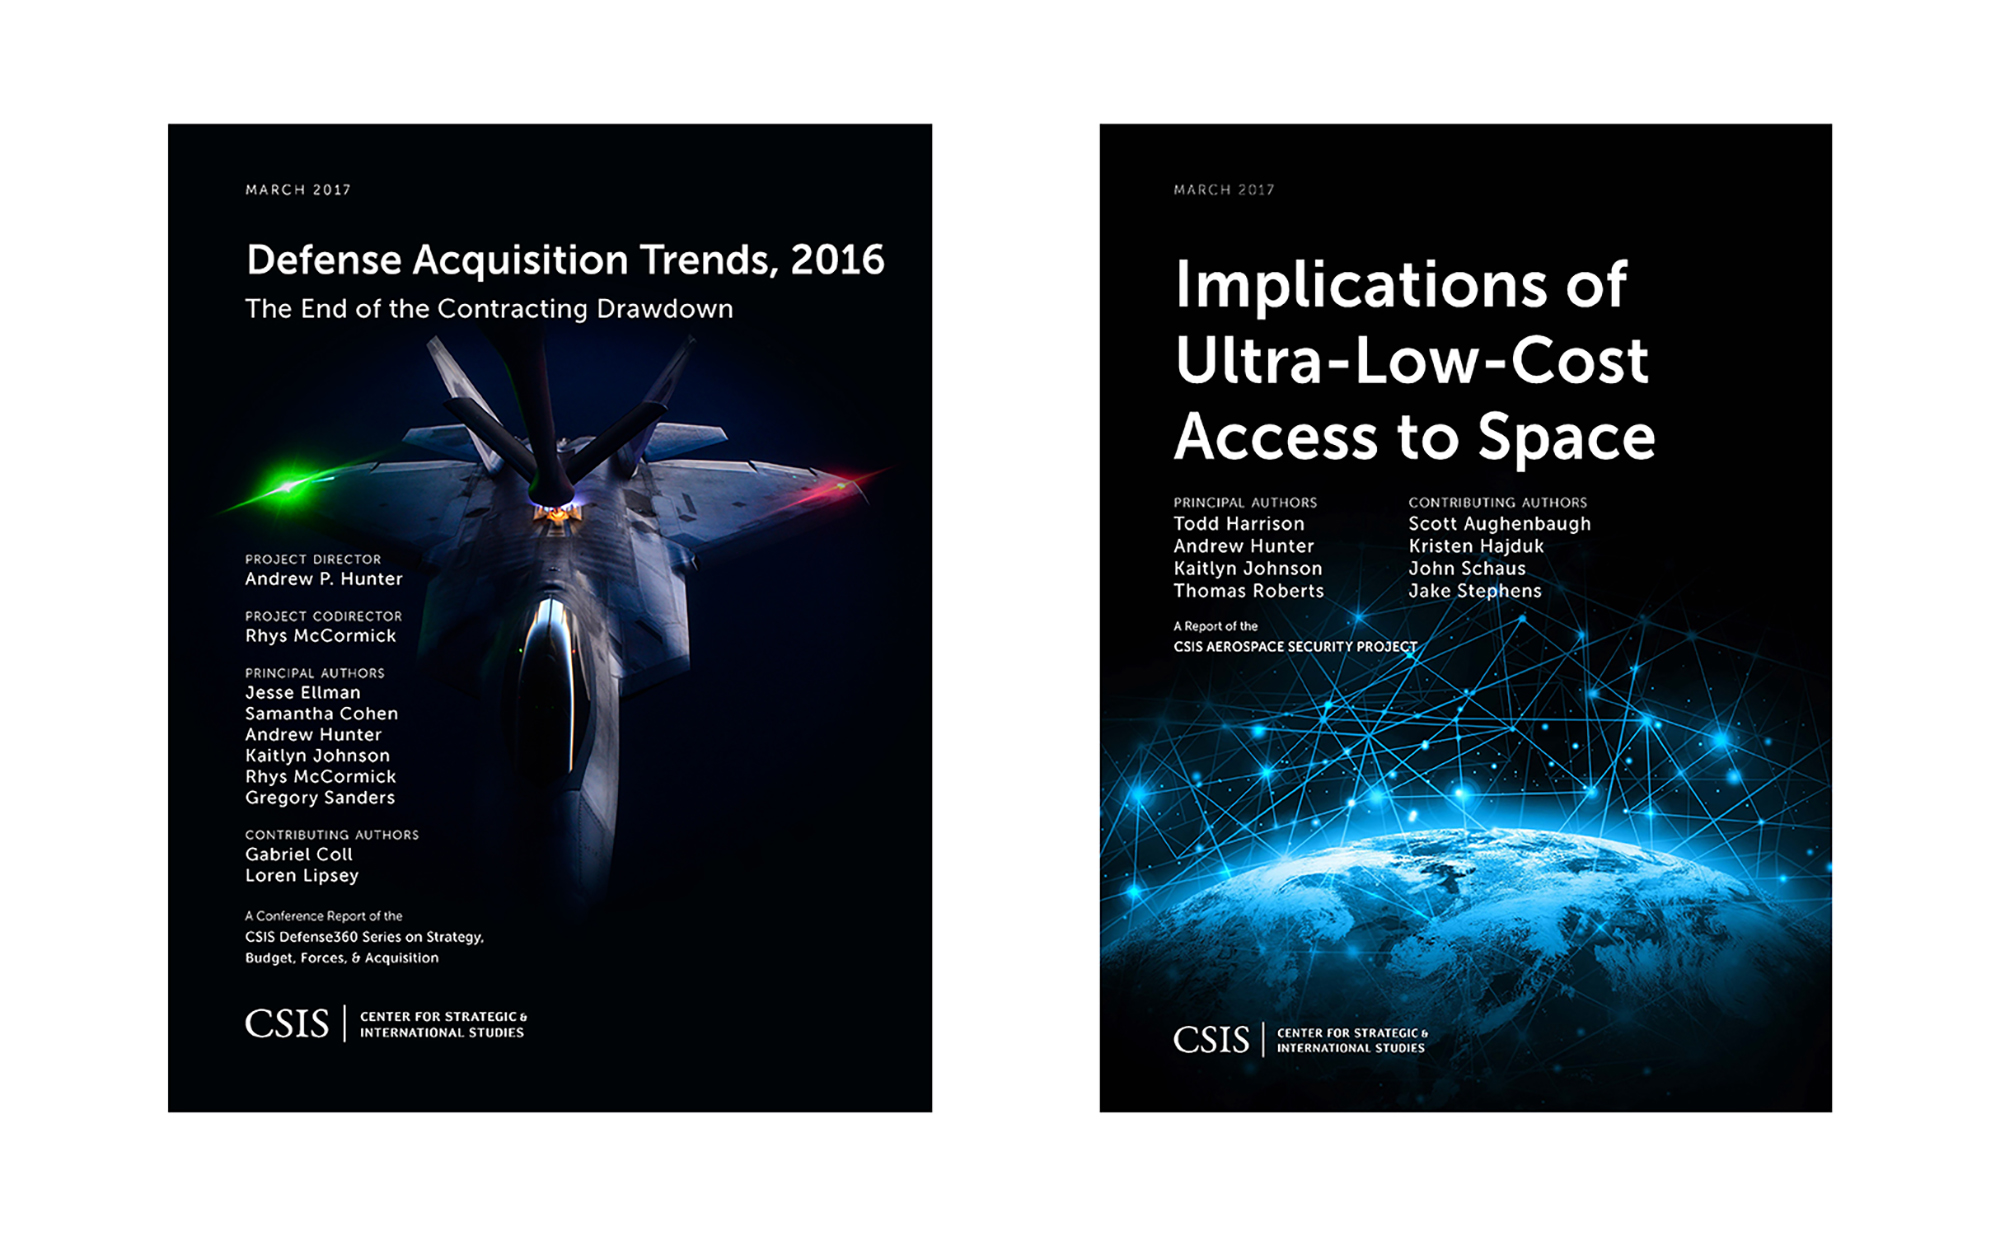 MARCH 2017
Defense Acquisition Trends, 2016
The End of the Contracting Drawdown
PROJECT DIRECTOR
Andrew P. Hunter
PROJECT CODIRECTOR
Rhys McCormick
PRINCIPAL AUTHORS
Jesse Ellman
Samantha Cohen
Andrew Hunter
Kaitlyn Johnson
Rhys McCormick
Gregory Sanders
CONTRIBUTING AUTHORS
Gabriel Coll
Loren Lipsey
A Conference Report of the
CSIS Defense360 Series on Strategy,
Budget, Forces, & Acquisition
CSIS | CENTER FOR STRATEGIC &
INTERNATIONAL STUDIES
MARCH 2017
Implications of
Ultra-Low-Cost
Access to Space
PRINCIPAL AUTHORS
Todd Harrison
Andrew Hunter
Kaitlyn Johnson
Thomas Roberts
CONTRIBUTING AUTHORS
Scott Aughenbaugh
Kristen Hajduk
John Schaus
Jake Stephens
A Report of the
CSIS AEROSPACE SECURITY PROJECT
CSIS | CENTER FOR STRATEGIC &
INTERNATIONAL STUDIES